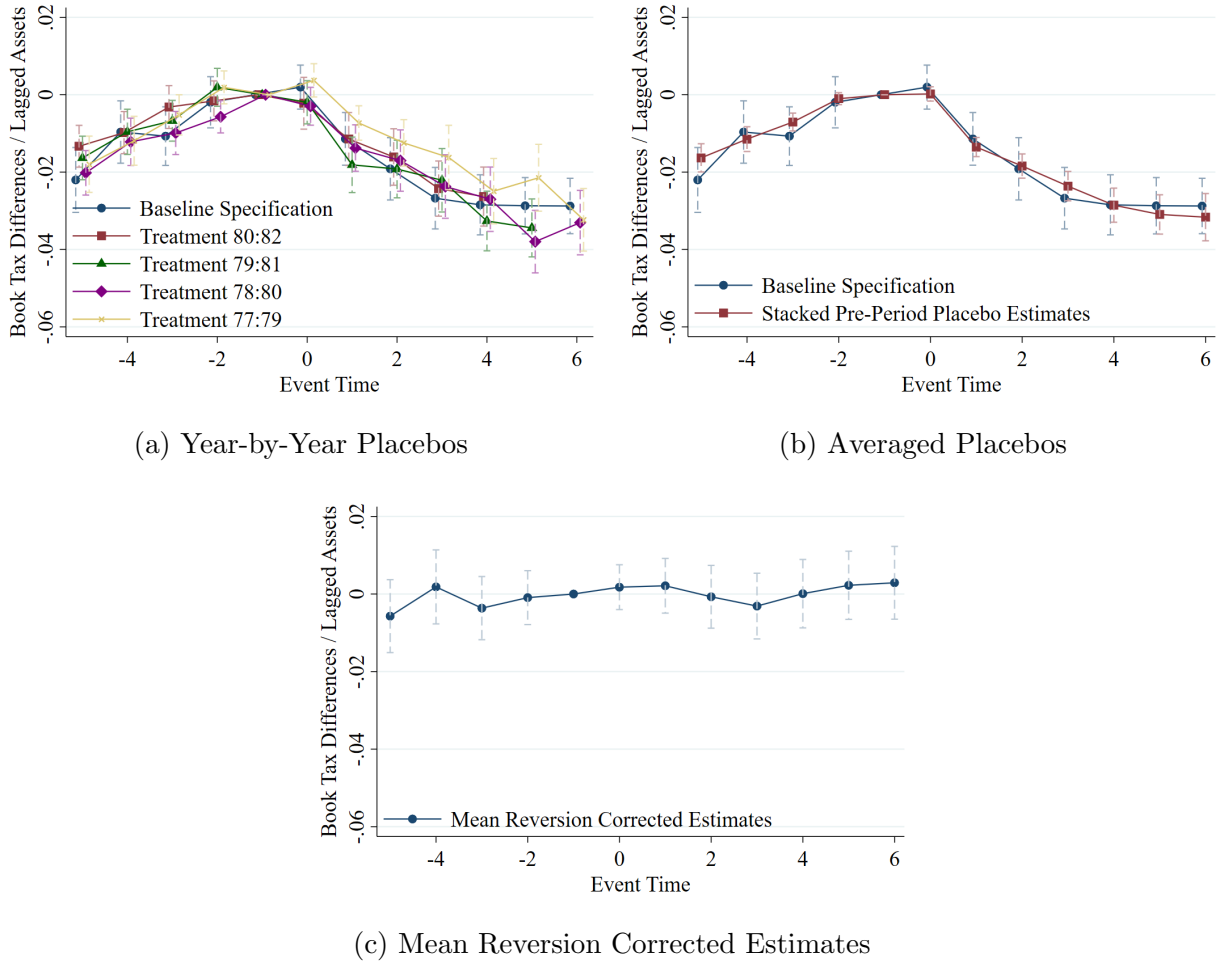 Book Tax Differences / Lagged Assets
.02
0
-.02
-.04
-.06
Baseline Specification
Treatment 80:82
Treatment 79:81
Treatment 78:80
Treatment 77:79
-4
-2
0
2
4
6
Event Time
(a) Year-by-Year Placebos
Book Tax Differences / Lagged Assets
.02
0
-.02
-.04
-.06
Baseline Specification
Stacked Pre-Period Placebo Estimates
-4
-2
0
2
4
6
Event Time
(b) Averaged Placebos
Book Tax Differences / Lagged Assets
.02
0
-.02
-.04
-.06
Mean Reversion Corrected Estimates
-4
-2
0
2
4
6
Event Time
(c) Mean Reversion Corrected Estimates